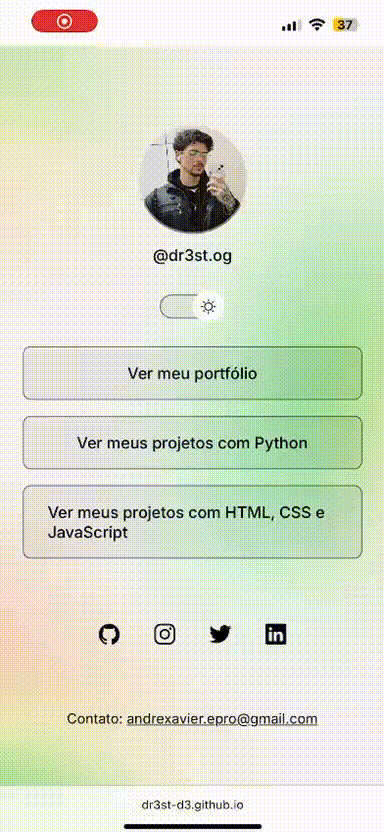 37
@dr3st.og
Ver meu portfólio
Ver meus projetos com Python
Ver meus projetos com HTML, CSS e
JavaScript
Contato: andrexavier.epro@gmail.com
dr3st-d3.github.io